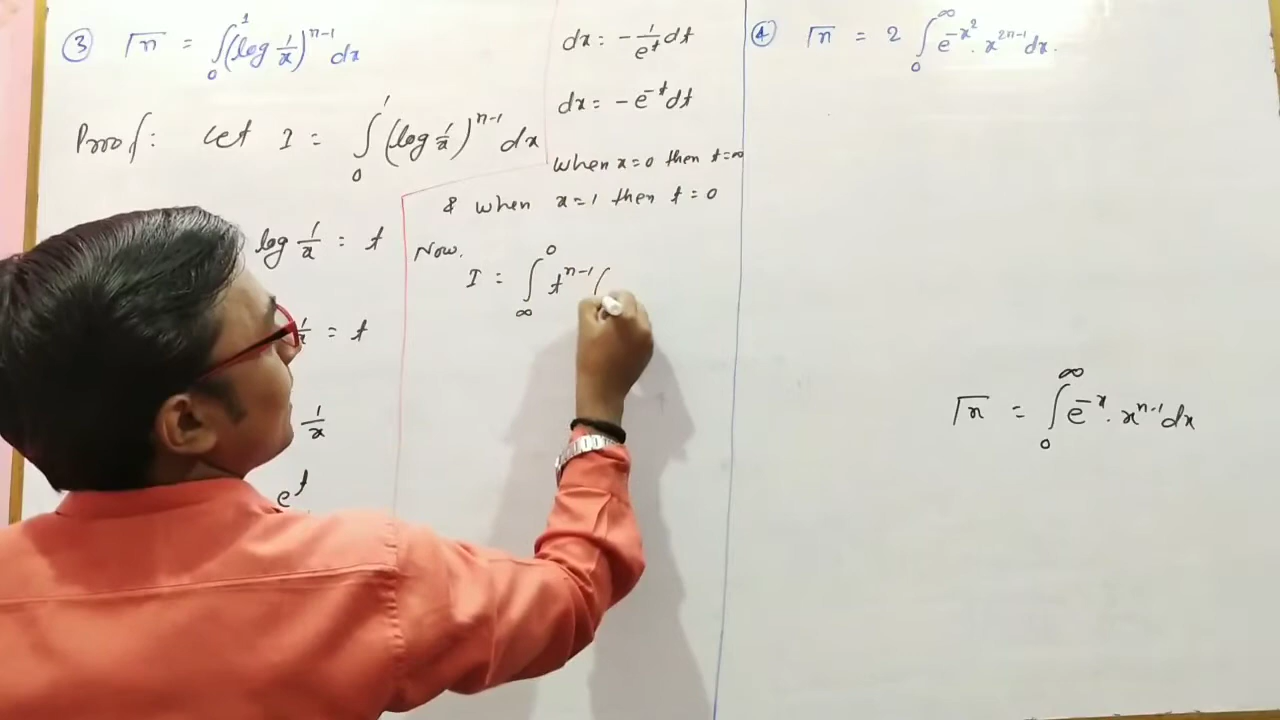 ③ Γn = ∫₀¹ (log 1/x)ⁿ⁻¹ dx
Proof: Let I = ∫₀¹ (log 1/x)ⁿ⁻¹ dx
log 1/x = t
1/x = t
1/x
eᵗ
dx = - 1/eᵗ dt
dx = - e⁻ᵗ dt
When x=0 then t=∞
& when x=1 then t=0
Now.
I = ∫∞⁰ tⁿ⁻¹ (
④ Γn = 2 ∫₀^∞ e^-x² . x²ⁿ⁻¹ dx.
Γn = ∫₀^∞ e⁻ˣ . xⁿ⁻¹ dx